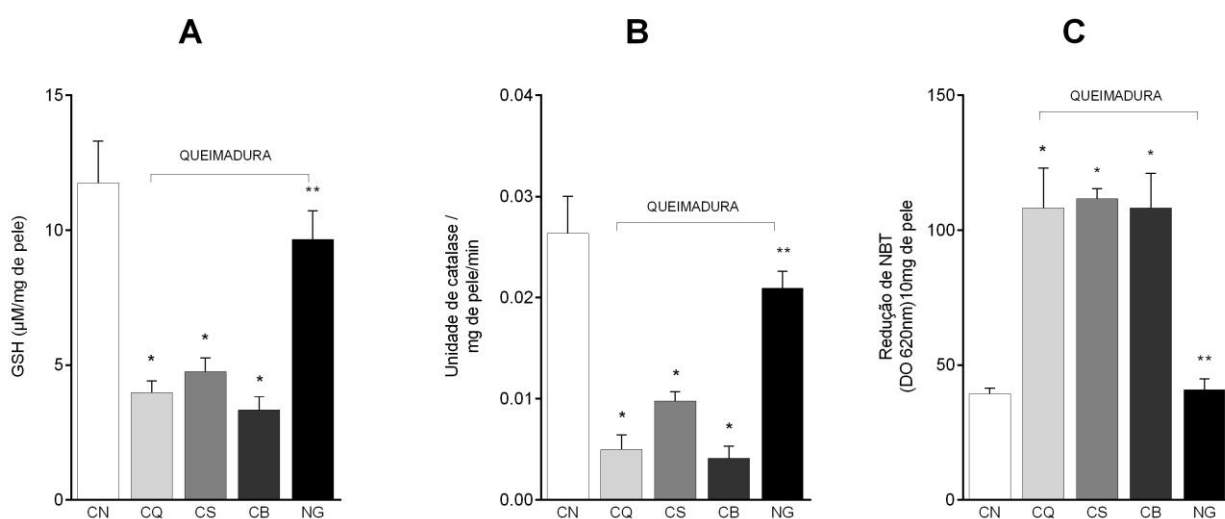 A
GSH (µM/mg de pele)
15
10
5
0
QUEIMADURA
*
*
*
**
CN CQ CS CB NG
B
Unidade de catalase /
mg de pele/min
0.04
0.03
0.02
0.01
0.00
QUEIMADURA
*
*
*
**
CN CQ CS CB NG
C
Redução de NBT
(DO 620nm)10mg de pele
150
100
50
0
QUEIMADURA
*
*
*
**
CN CQ CS CB NG